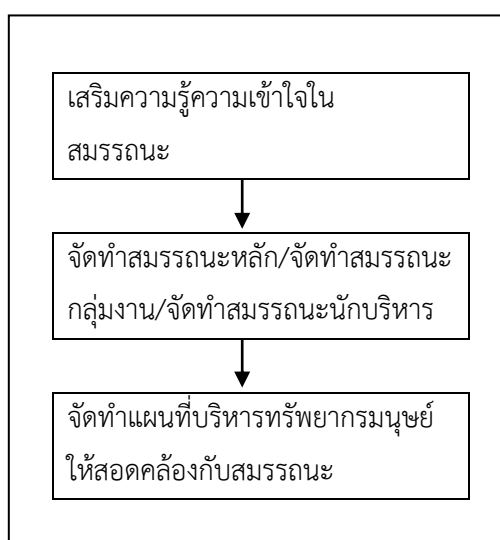 เสริมความรู้ความเข้าใจใน
สมรรถนะ
จัดทำสมรรถนะหลัก/จัดทำสมรรถนะ
กลุ่มงาน/จัดทำสมรรถนะนักบริหาร
จัดทำแผนที่บริหารทรัพยากรมนุษย์
ให้สอดคล้องกับสมรรถนะ